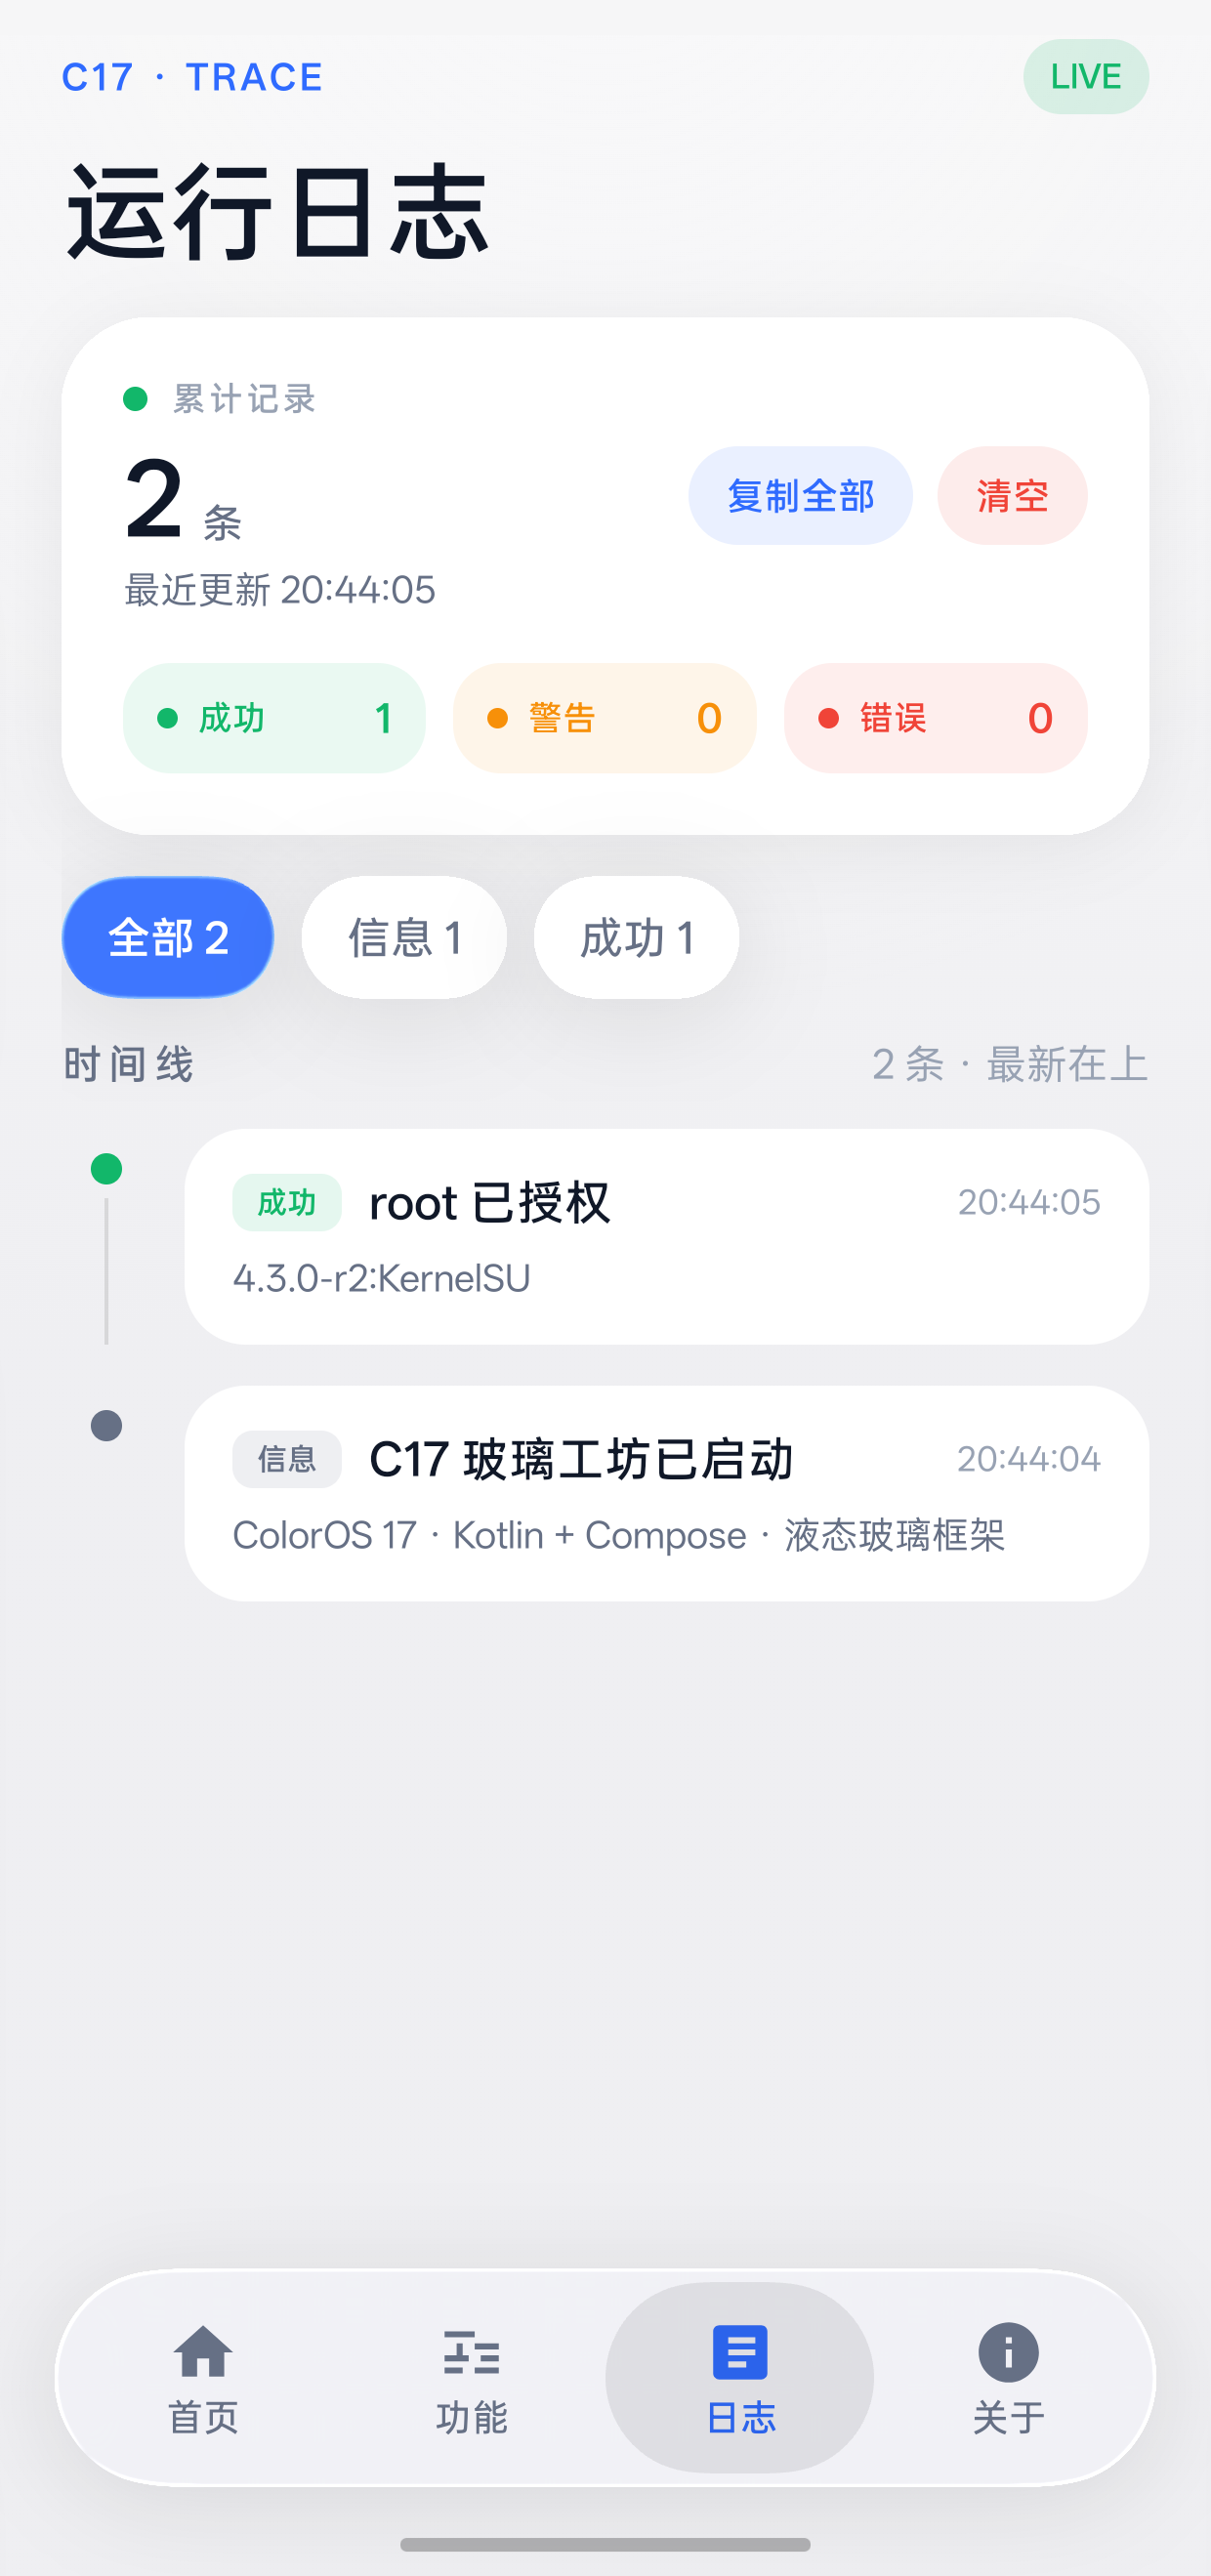 C17 · TRACE
LIVE
运行日志
累计记录
2 条
复制全部
清空
最近更新 20:44:05
成功 1
警告 0
错误 0
全部 2
信息 1
成功 1
时间线
2 条 · 最新在上
成功 root 已授权 20:44:05
4.3.0-r2:KernelSU
信息 C17 玻璃工坊已启动 20:44:04
ColorOS 17 · Kotlin + Compose · 液态玻璃框架
首页
功能
日志
关于